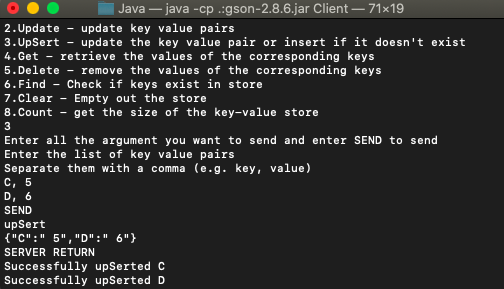 Java — java -cp .:gson-2.8.6.jar Client — 71×19
2.Update – update key value pairs
3.UpSert – update the key value pair or insert if it doesn't exist
4.Get – retrieve the values of the corresponding keys
5.Delete – remove the values of the corresponding keys
6.Find – Check if keys exist in store
7.Clear – Empty out the store
8.Count – get the size of the key-value store
3
Enter all the argument you want to send and enter SEND to send
Enter the list of key value pairs
Separate them with a comma (e.g. key, value)
C, 5
D, 6
SEND
upSert
{"C":" 5","D":" 6"}
SERVER RETURN
Successfully upSerted C
Successfully upSerted D